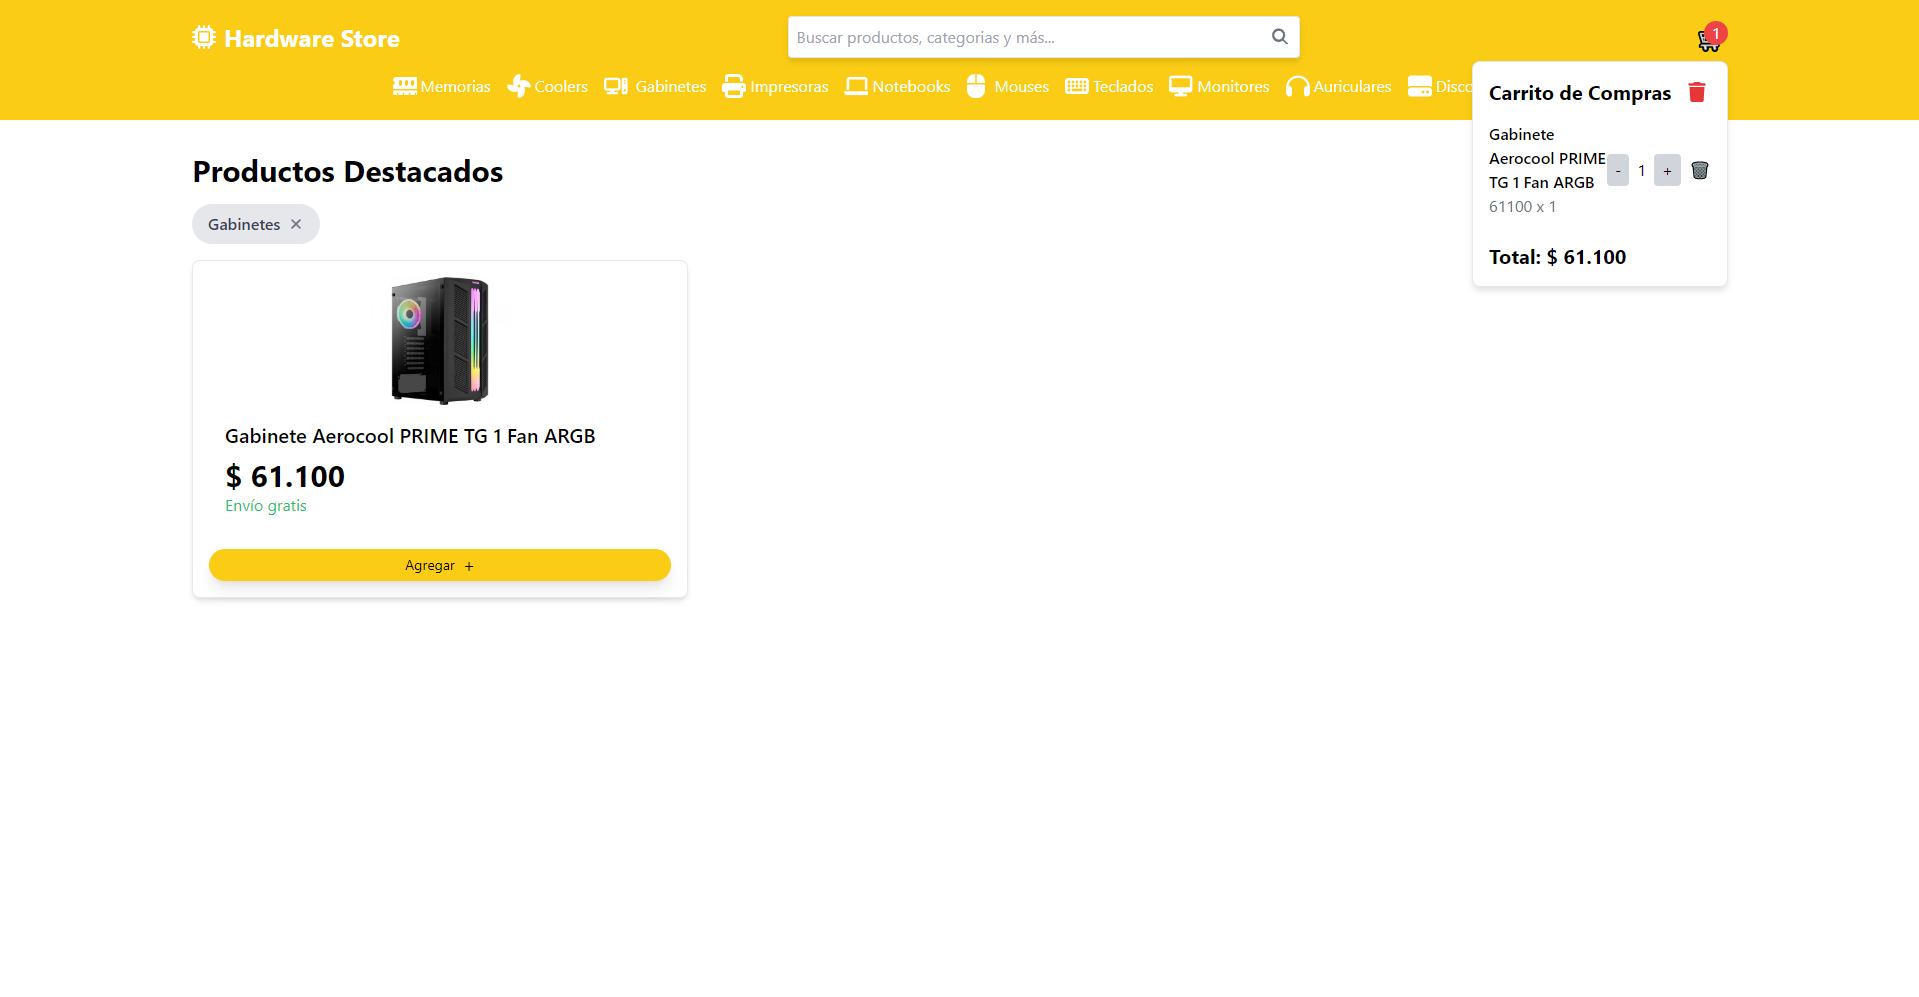 Hardware Store
Buscar productos, categorias y más...
1
Memorias
Coolers
Gabinetes
Impresoras
Notebooks
Mouses
Teclados
Monitores
Auriculares
Disco
Carrito de Compras
Gabinete
Aerocool PRIME
TG 1 Fan ARGB
61100 x 1
- 1 +
Total: $ 61.100
Productos Destacados
Gabinetes ✕
Gabinete Aerocool PRIME TG 1 Fan ARGB
$ 61.100
Envío gratis
Agregar +